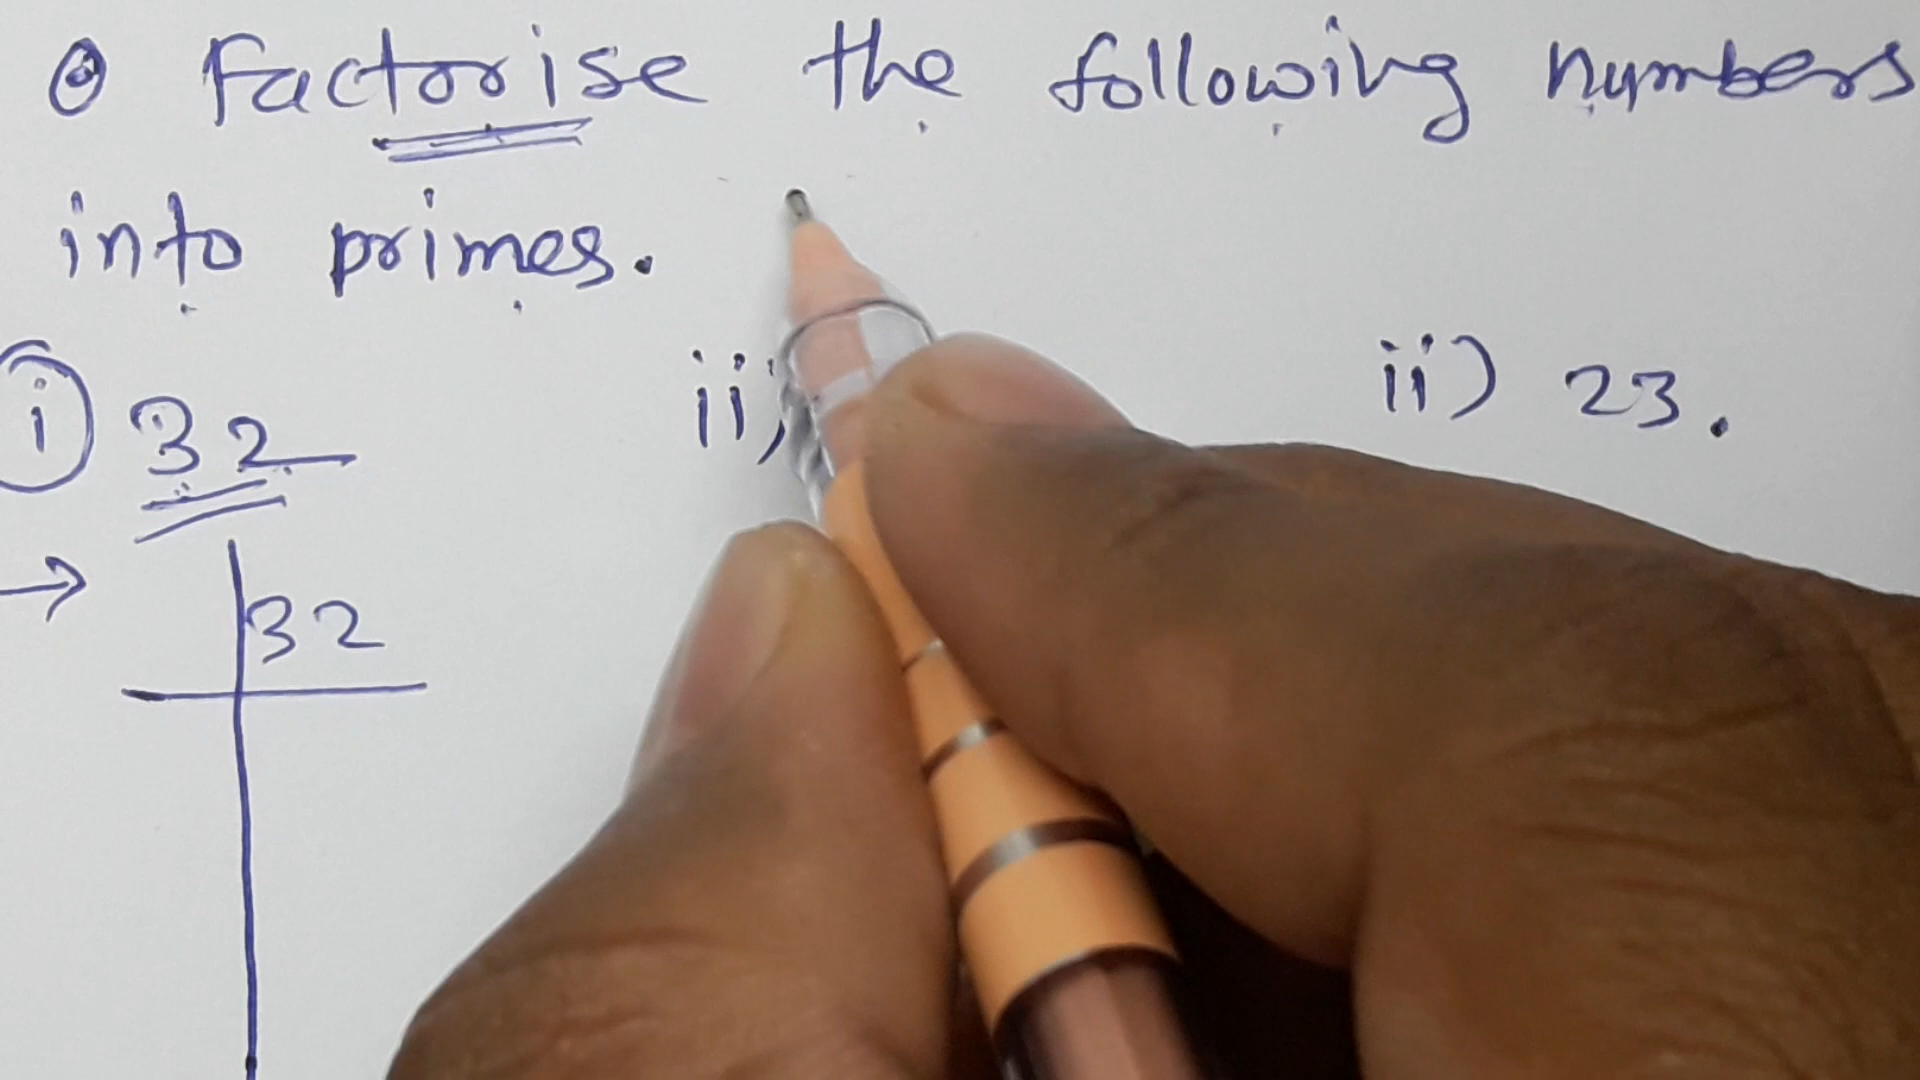 Factorise the following numbers
into primes.
i 32 ii) ii) 23.
→ 32